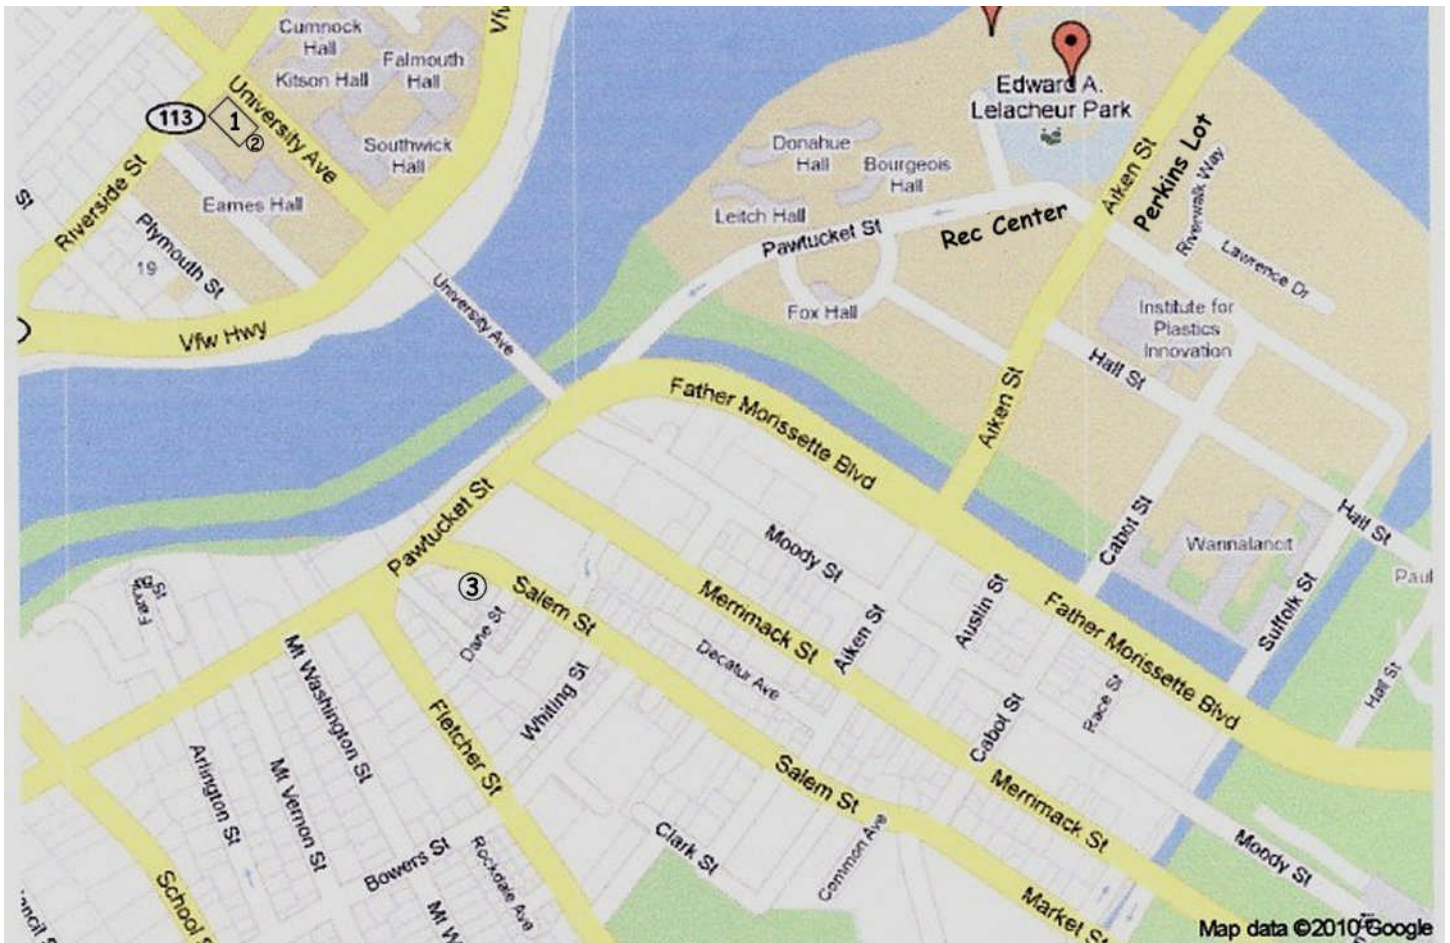 Cumnock
Hall
Kitson Hall
Falmouth
Hall
113
1
2
University Ave
Southwick
Hall
Eames Hall
Riverside St
St
Plymouth St
19
Vfw Hwy
University Ave
Edward A.
Lelacheur Park
Donahue
Hall
Bourgeois
Hall
Leitch Hall
Pawtucket St
Rec Center
Aiken St
Perkins Lot
Riverwalk Way
Lawrence Dr
Fox Hall
Institute for
Plastics
Innovation
Hall St
Aiken St
Father Morissette Blvd
Pawtucket St
Cabot St
Wannalancit
Hall St
Paul
Suffolk St
Hall St
Moody St
Merrimack St
Aiken St
Austin St
Father Morissette Blvd
3
Salem St
Dane St
Decatur Ave
Whiting St
Cabot St
Race St
Mt Washington St
Fletcher St
Arlington St
Mt Vernon St
Bowers St
Rockdale Ave
Salem St
Merrimack St
Clark St
Common Ave
Moody St
School S
Mt W
Market St
Map data ©2010 Google